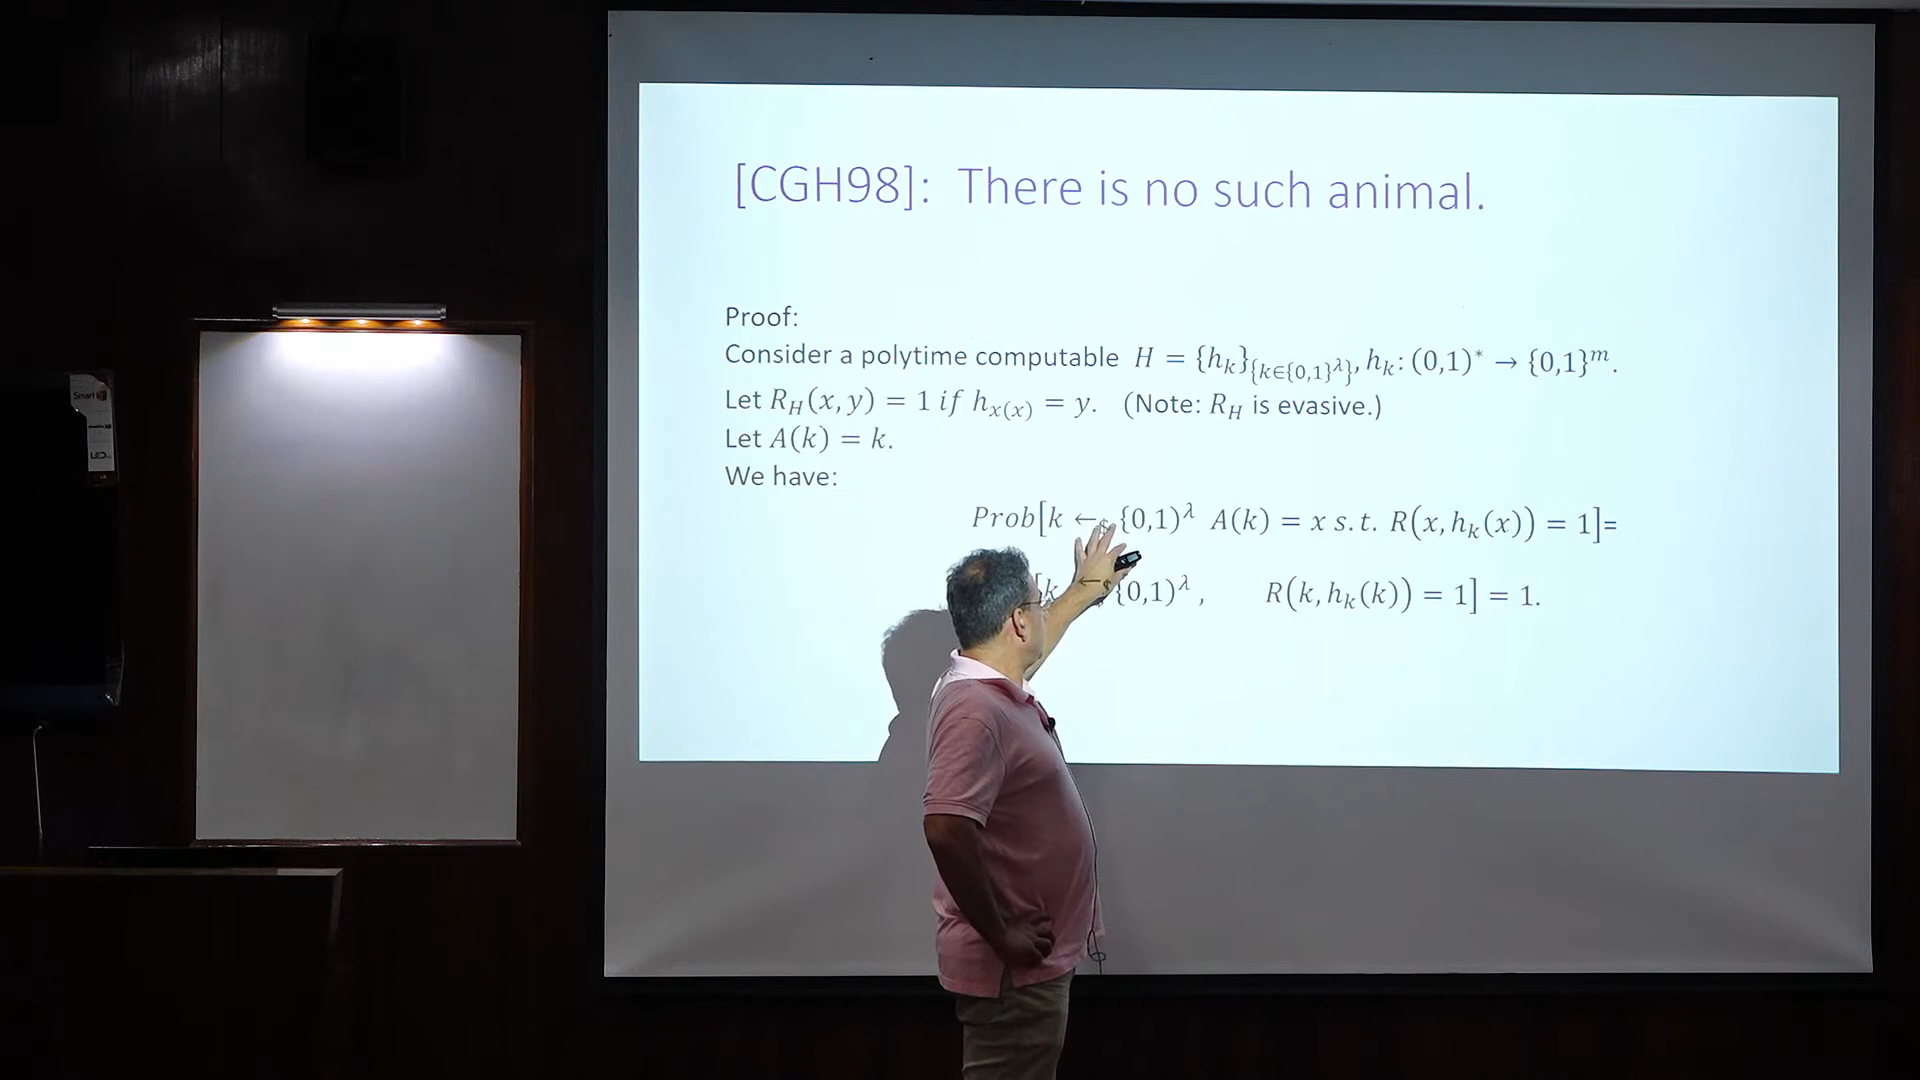 [CGH98]: There is no such animal.
Proof:
Consider a polytime computable H = {h_k}_{{k∈{0,1}^λ}}, h_k: (0,1)^* → {0,1}^m.
Let R_H(x, y) = 1 if h_{x(x)} = y. (Note: R_H is evasive.)
Let A(k) = k.
We have:
Prob[k ←$ {0,1)^λ A(k) = x s.t. R(x, h_k(x)) = 1]=
[k ←$ {0,1)^λ , R(k, h_k(k)) = 1] = 1.
Smart
LED